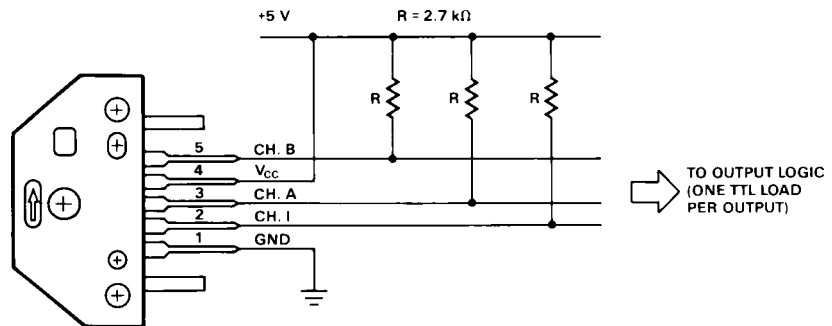 +5 V
R = 2.7 kΩ
R
R
R
5 CH. B
4 VCC
3 CH. A
2 CH. I
1 GND
TO OUTPUT LOGIC
(ONE TTL LOAD
PER OUTPUT)